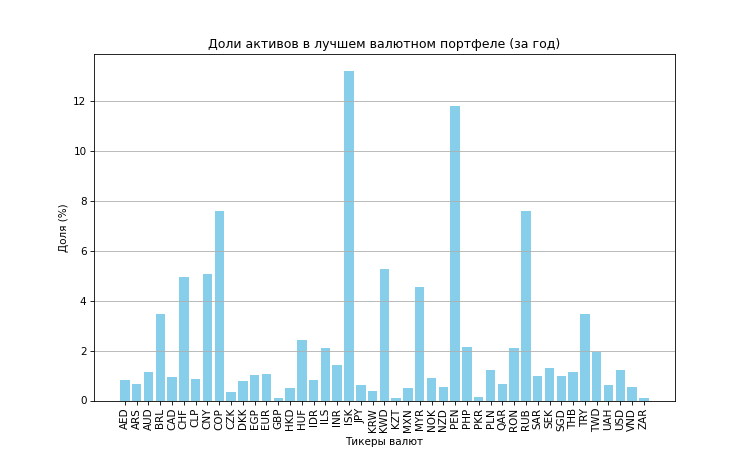 Доли активов в лучшем валютном портфеле (за год)
Доля (%)
12
10
8
6
4
2
0
AED ARS AUD BRL CAD CHF CLP CNY COP CZK DKK EGP EUR GBP HKD HUF IDR ILS INR ISK JPY KRW KWD KZT MXN MYR NOK NZD PEN PHP PKR PLN QAR RON RUB SAR SEK SGD THB TRY TWD UAH USD VND ZAR
Тикеры валют